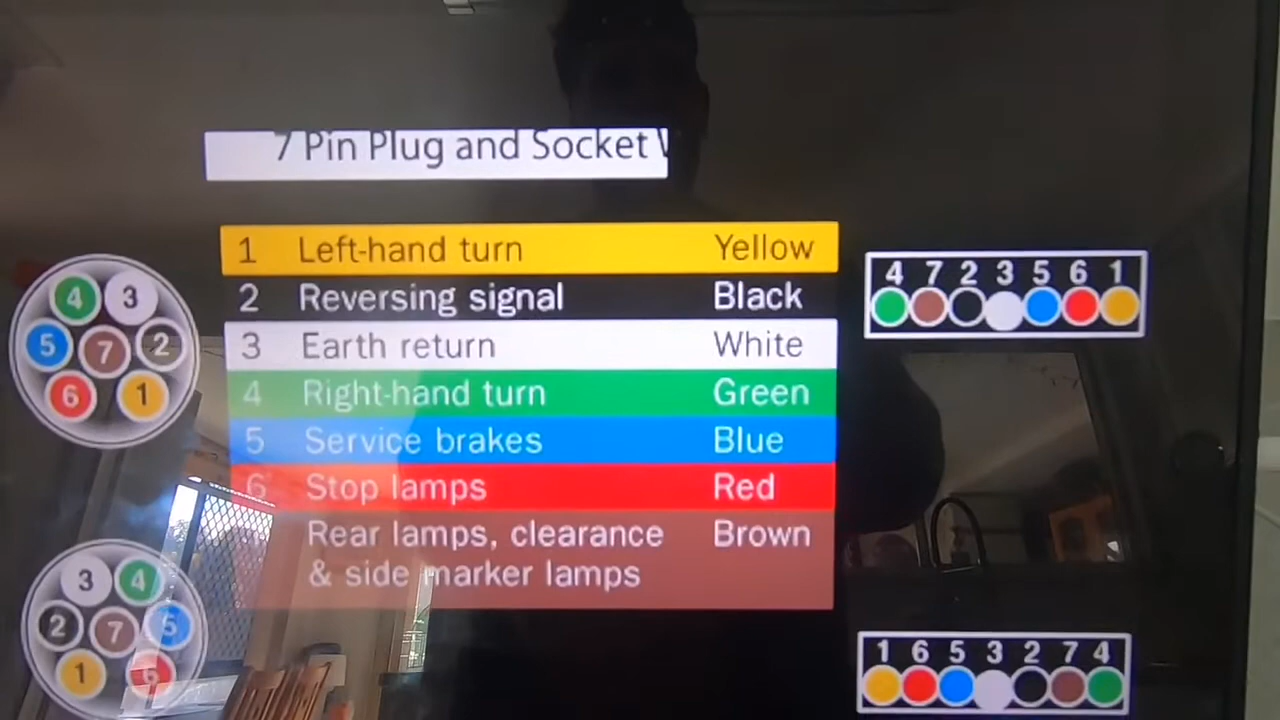 7 Pin Plug and Socket
1 Left-hand turn Yellow
2 Reversing signal Black
3 Earth return White
4 Right-hand turn Green
5 Service brakes Blue
6 Stop lamps Red
Rear lamps, clearance Brown
& side marker lamps
4 3
5 7 2
6 1
4 7 2 3 5 6 1
3 4
2 7 5
1 6
1 6 5 3 2 7 4